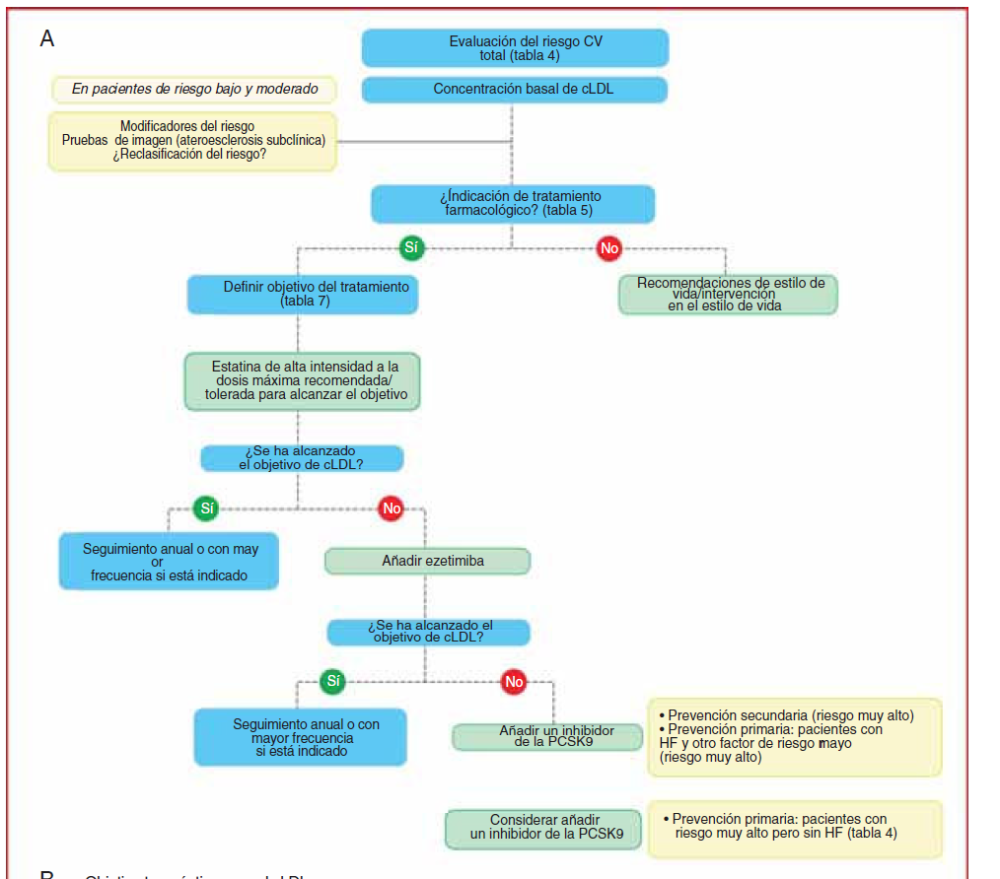 A
Evaluación del riesgo CV
total (tabla 4)
En pacientes de riesgo bajo y moderado
Concentración basal de cLDL
Modificadores del riesgo
Pruebas de imagen (ateroesclerosis subclínica)
¿Reclasificación del riesgo?
¿Índicación de tratamiento
farmacológico? (tabla 5)
Sí
No
Definir objetivo del tratamiento
(tabla 7)
Recomendaciones de estilo de
vida/intervención
en el estilo de vida
Estatina de alta intensidad a la
dosis máxima recomendada/
tolerada para alcanzar el objetivo
¿Se ha alcanzado
el objetivo de cLDL?
Sí
No
Seguimiento anual o con may
or
frecuencia si está indicado
Añadir ezetimiba
¿Se ha alcanzado el
objetivo de cLDL?
Sí
No
Seguimiento anual o con
mayor frecuencia
si está indicado
Añadir un inhibidor
de la PCSK9
• Prevención secundaria (riesgo muy alto)
• Prevención primaria: pacientes con
HF y otro factor de riesgo mayo
(riesgo muy alto)
Considerar añadir
un inhibidor de la PCSK9
• Prevención primaria: pacientes con
riesgo muy alto pero sin HF (tabla 4)